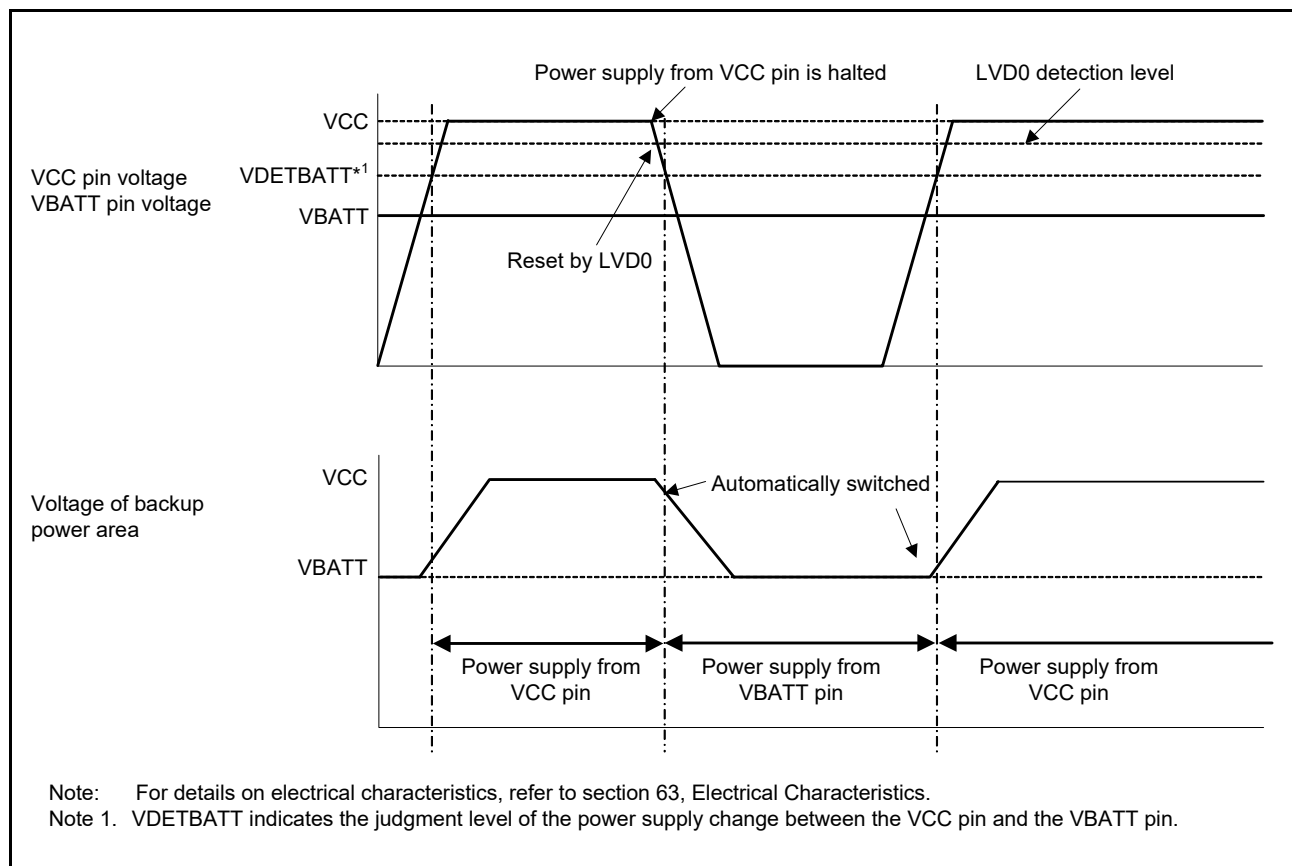 Power supply from VCC pin is halted
LVD0 detection level
VCC
VCC pin voltage
VBATT pin voltage
VDETBATT*1
VBATT
Reset by LVD0
VCC
Voltage of backup
power area
Automatically switched
VBATT
Power supply from
VCC pin
Power supply from
VBATT pin
Power supply from
VCC pin
Note: For details on electrical characteristics, refer to section 63, Electrical Characteristics.
Note 1. VDETBATT indicates the judgment level of the power supply change between the VCC pin and the VBATT pin.